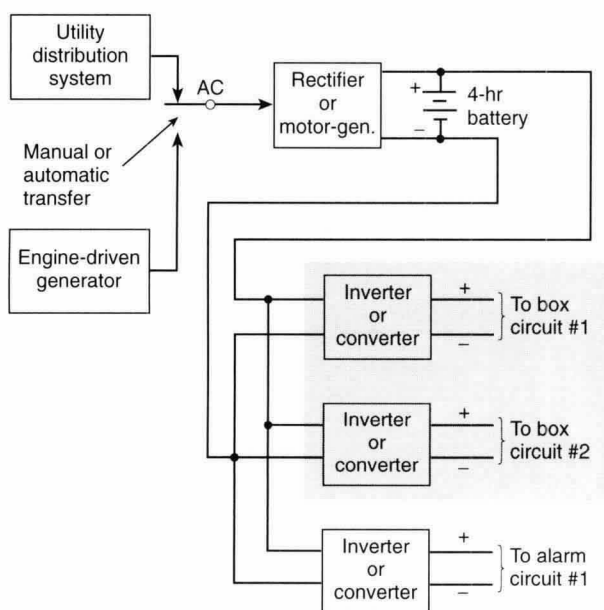 Utility
distribution
system
AC
Rectifier
or
motor-gen.
+
−
4-hr
battery
Manual or
automatic
transfer
Engine-driven
generator
Inverter
or
converter
+
−
To box
circuit #1
Inverter
or
converter
+
−
To box
circuit #2
Inverter
or
converter
+
−
To alarm
circuit #1